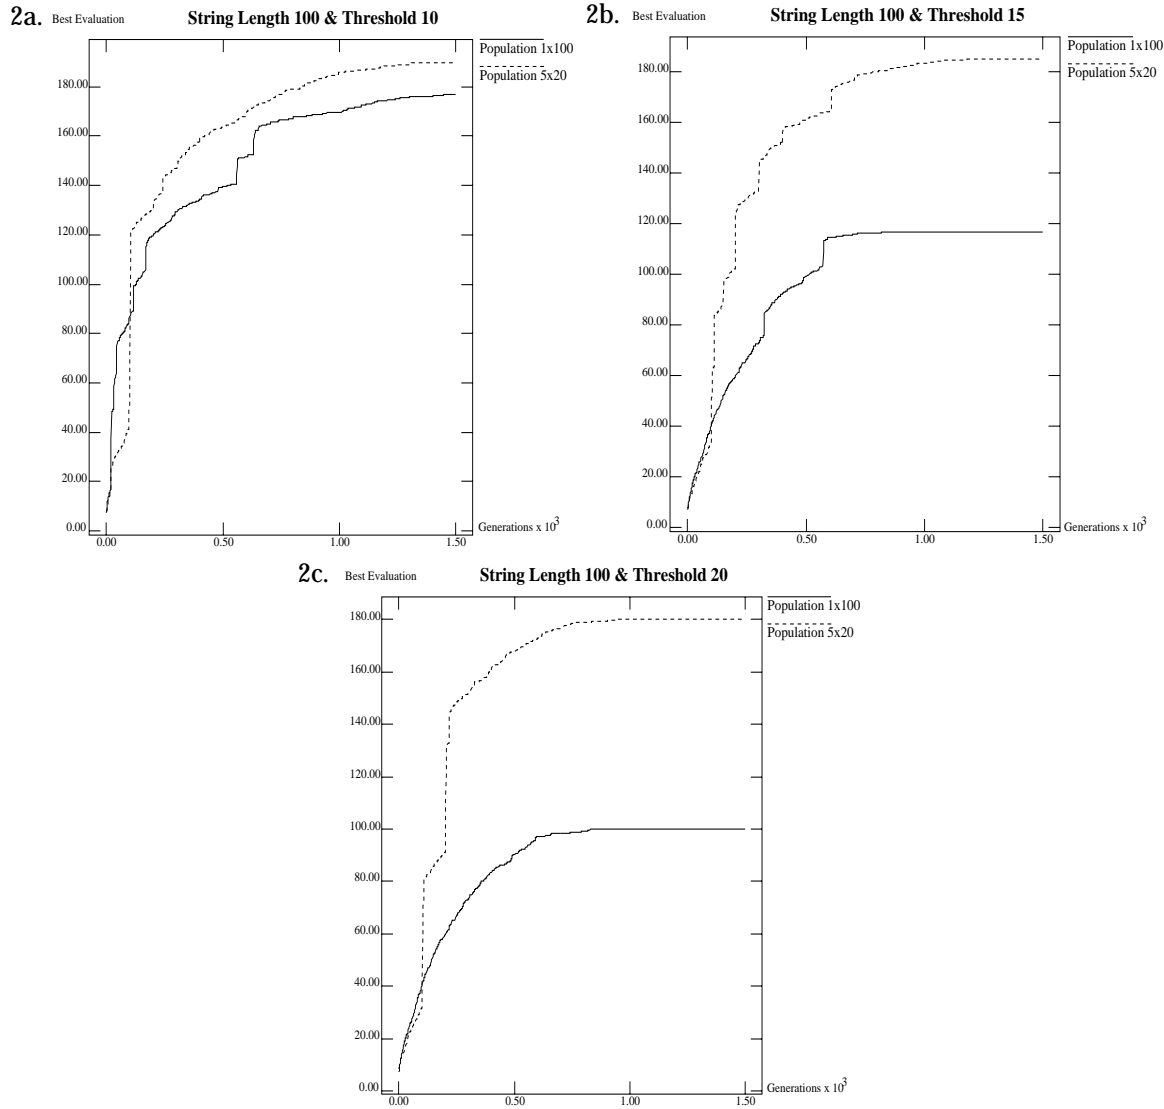 2a. Best Evaluation String Length 100 & Threshold 10
Population 1x100
Population 5x20
180.00
160.00
140.00
120.00
100.00
80.00
60.00
40.00
20.00
0.00
Generations x 10³
0.00 0.50 1.00 1.50
2b. Best Evaluation String Length 100 & Threshold 15
Population 1x100
Population 5x20
180.00
160.00
140.00
120.00
100.00
80.00
60.00
40.00
20.00
0.00
Generations x 10³
0.00 0.50 1.00 1.50
2c. Best Evaluation String Length 100 & Threshold 20
Population 1x100
Population 5x20
180.00
160.00
140.00
120.00
100.00
80.00
60.00
40.00
20.00
0.00
Generations x 10³
0.00 0.50 1.00 1.50